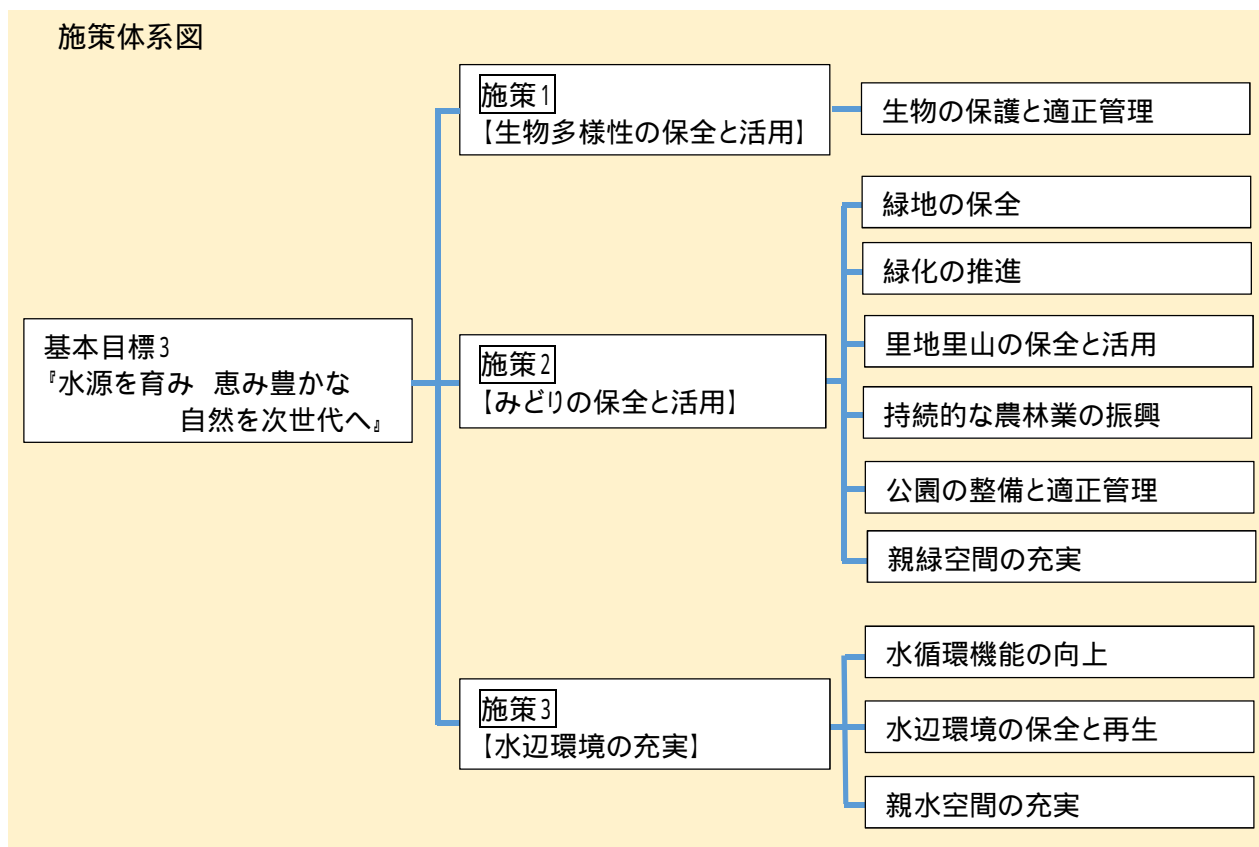 施策体系図
施策1
【生物多様性の保全と活用】
生物の保護と適正管理
基本目標3
『水源を育み 恵み豊かな
自然を次世代へ』
施策2
【みどりの保全と活用】
緑地の保全
緑化の推進
里地里山の保全と活用
持続的な農林業の振興
公園の整備と適正管理
親緑空間の充実
施策3
【水辺環境の充実】
水循環機能の向上
水辺環境の保全と再生
親水空間の充実